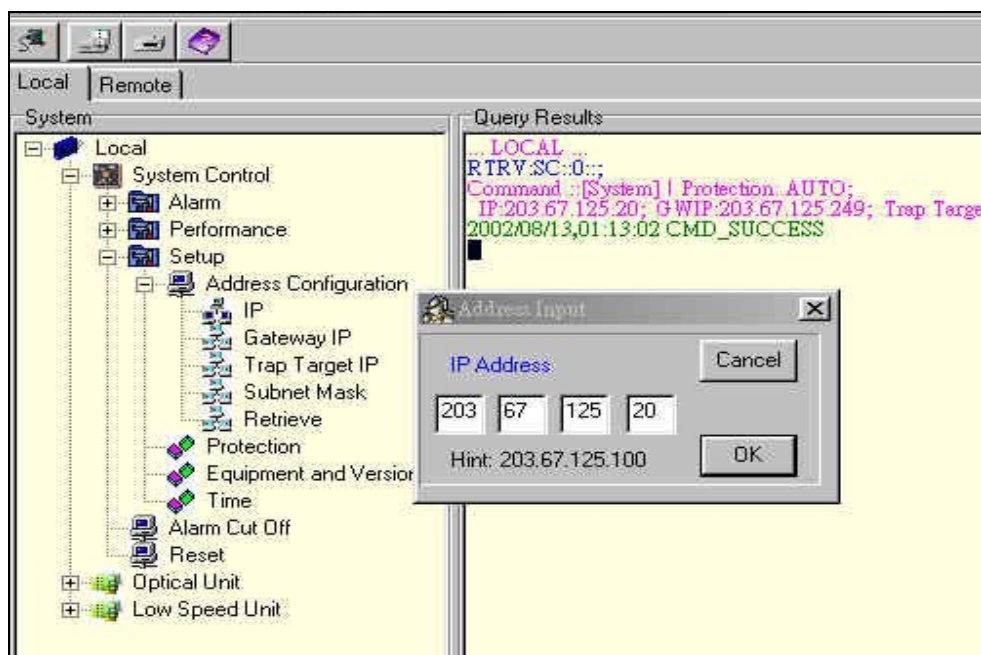 Local
Remote
System
Local
System Control
Alarm
Performance
Setup
Address Configuration
IP
Gateway IP
Trap Target IP
Subnet Mask
Retrieve
Protection
Equipment and Version
Time
Alarm Cut Off
Reset
Optical Unit
Low Speed Unit
Query Results
... LOCAL ...
RTRV:SC::0::;
Command ::[System] | Protection: AUTO;
IP:203.67.125.20; GWIP:203.67.125.249; Trap Targe
2002/08/13,01:13:02 CMD_SUCCESS
Address Input
IP Address
Cancel
203 67 125 20
Hint: 203.67.125.100
OK